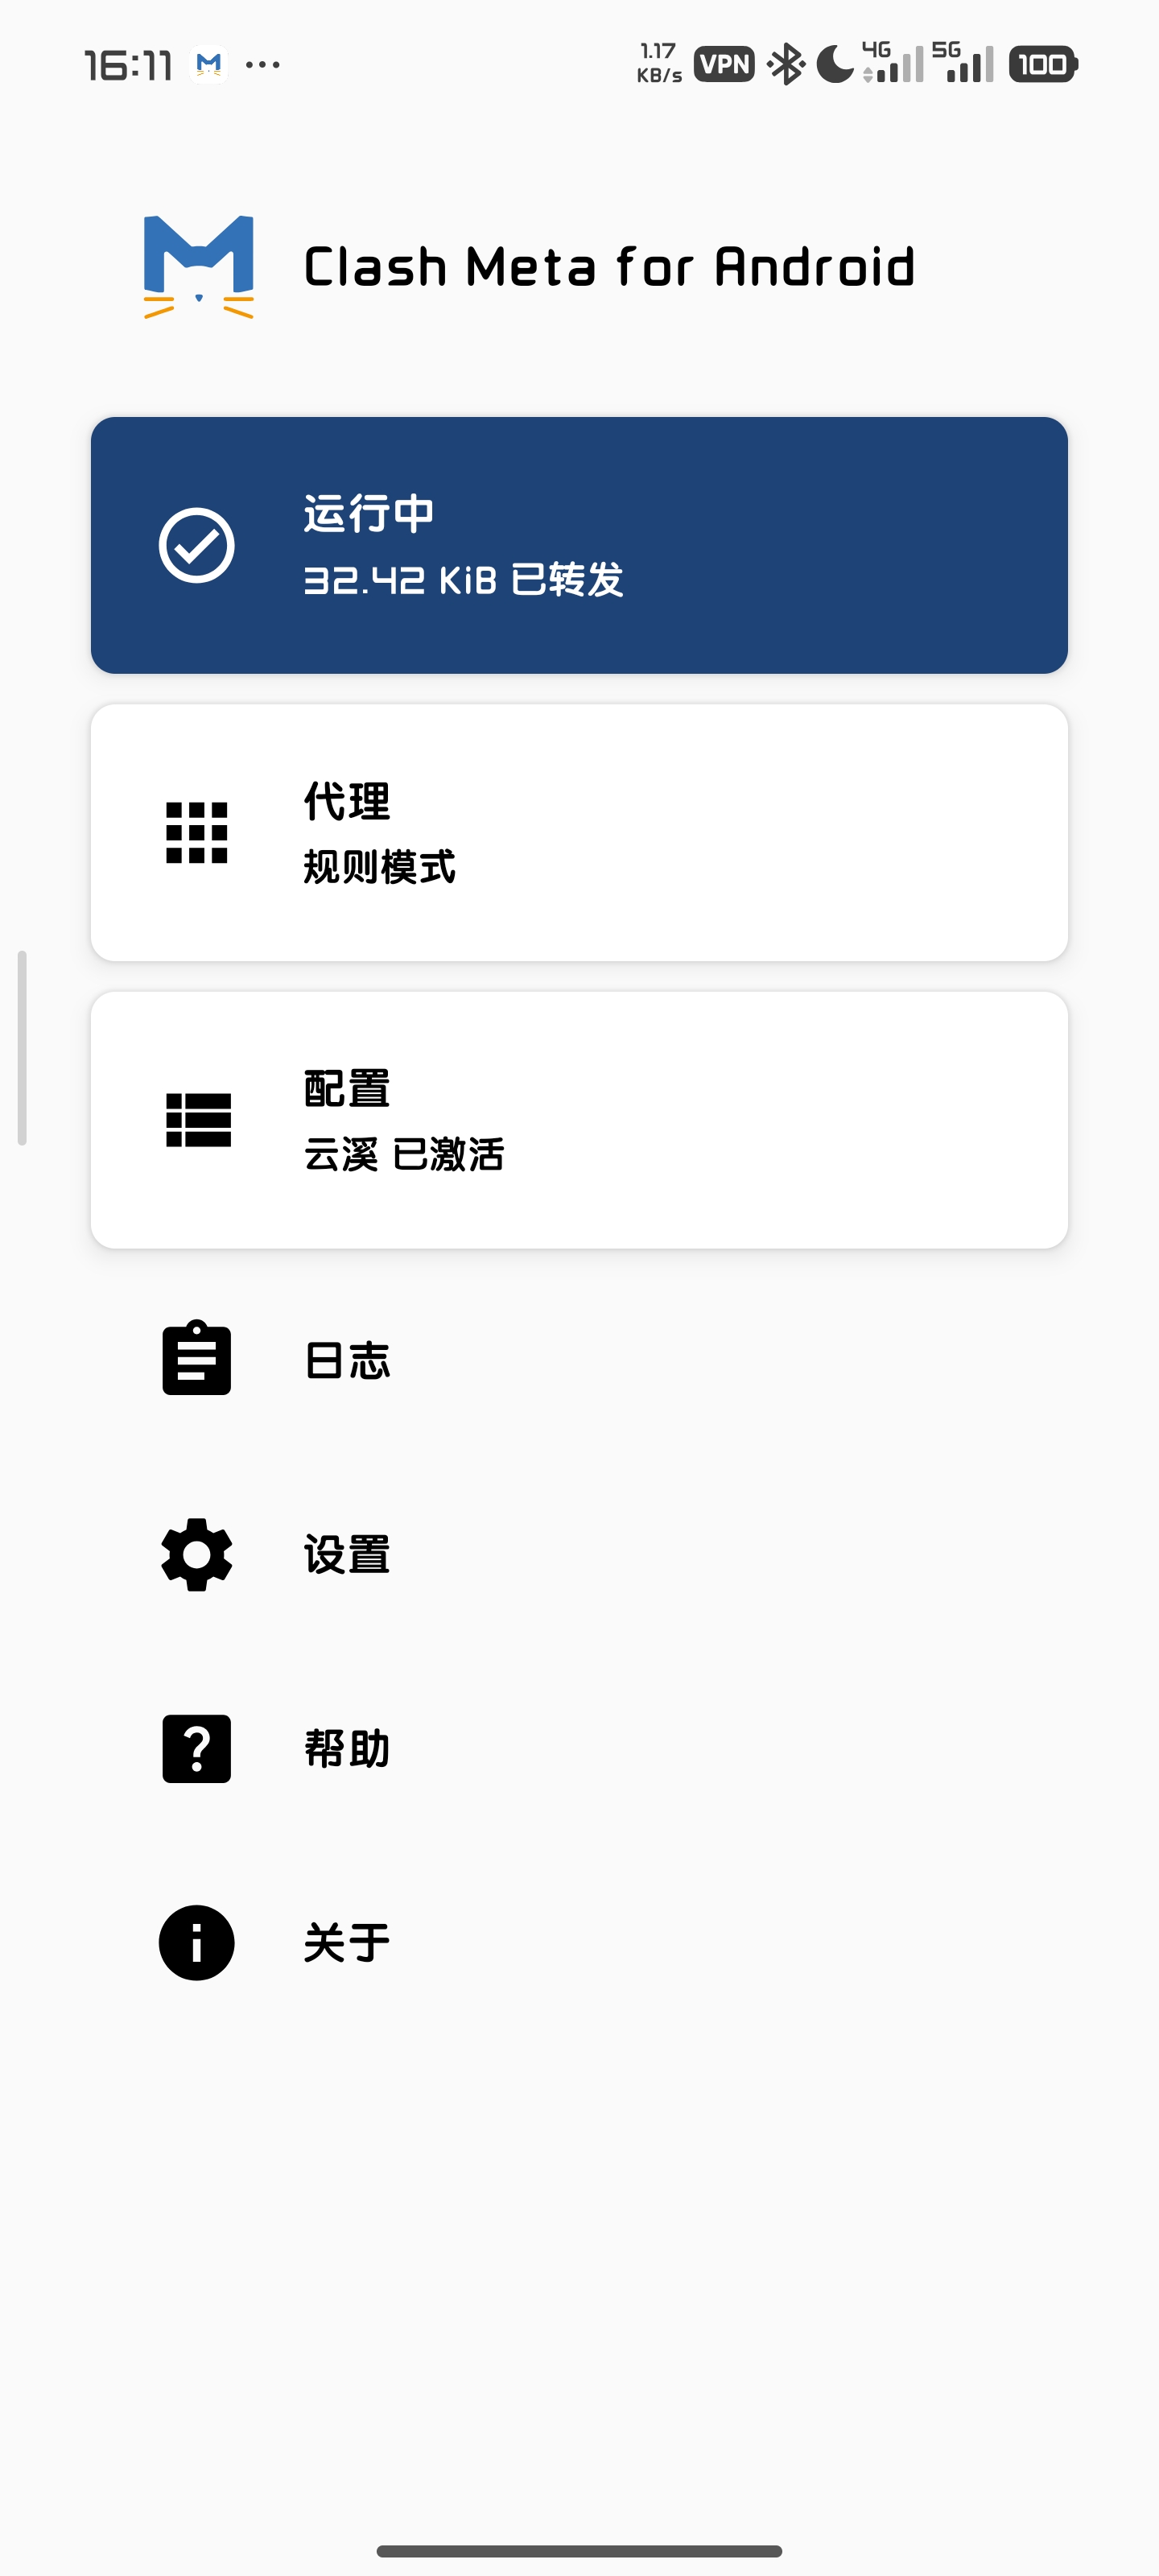 16:11
1.17 KB/s VPN 4G 5G 100
Clash Meta for Android
运行中
32.42 KiB 已转发
代理
规则模式
配置
云溪 已激活
日志
设置
帮助
关于